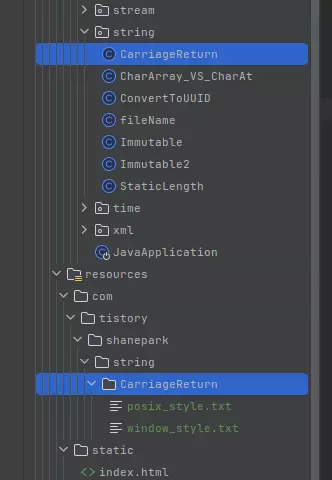 stream
string
CarriageReturn
CharArray_VS_CharAt
ConvertToUUID
fileName
Immutable
Immutable2
StaticLength
time
xml
JavaApplication
resources
com
tistory
shanepark
string
CarriageReturn
posix_style.txt
window_style.txt
static
index.html